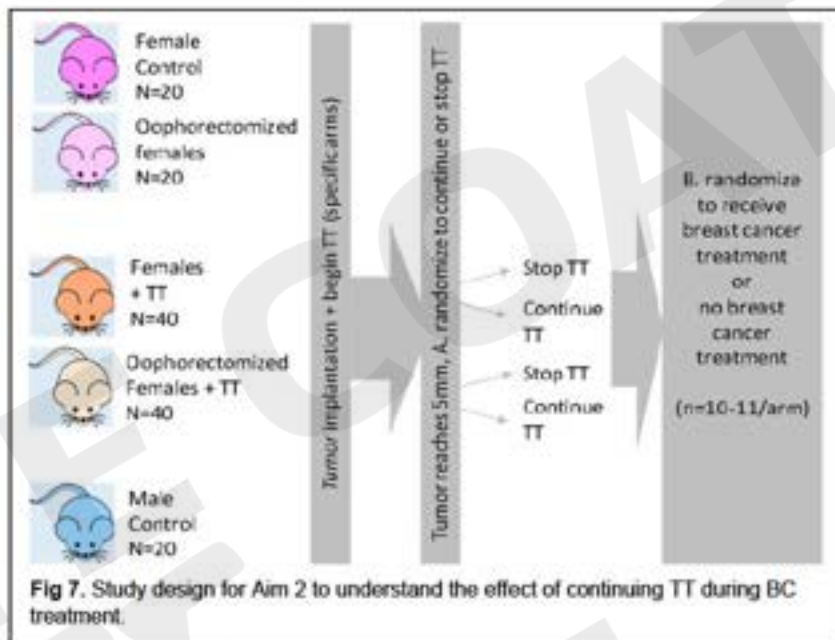 Female
Control
N=20
Oophorectomized
females
N=20
Females
+ TT
N=40
Oophorectomized
Females + TT
N=40
Male
Control
N=20
Tumor implantation + begin TT (specific arms)
Tumor reaches 5mm, A. randomize to continue or stop TT
Stop TT
Continue
TT
Stop TT
Continue
TT
B. randomize
to receive
breast cancer
treatment
or
no breast
cancer
treatment
(n=10-11/arm)
Fig 7. Study design for Aim 2 to understand the effect of continuing TT during BC
treatment.